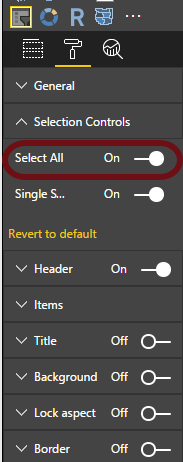 R
General
Selection Controls
Select All On
Single S... On
Revert to default
Header On
Items
Title Off
Background Off
Lock aspect Off
Border Off